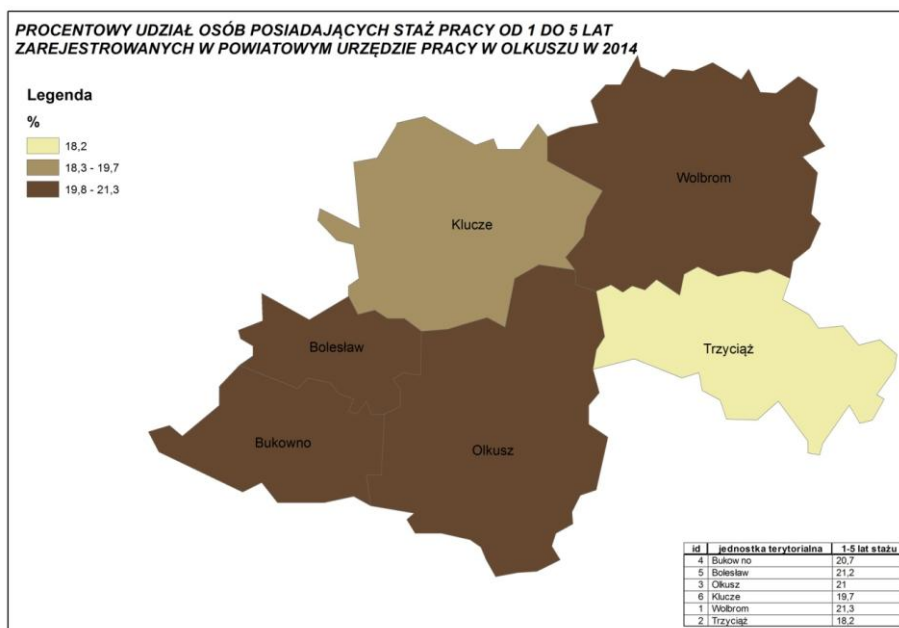 PROCENTOWY UDZIAŁ OSÓB POSIADAJĄCYCH STAŻ PRACY OD 1 DO 5 LAT
ZAREJESTROWANYCH W POWIATOWYM URZĘDZIE PRACY W OLKUSZU W 2014
Legenda
%
18,2
18,3 - 19,7
19,8 - 21,3
Wolbrom
Klucze
Trzyciąż
Bolesław
Bukowno
Olkusz
id jednostka terytorialna 1-5 lat stażu
4 Bukow no 20,7
5 Bolesław 21,2
3 Olkusz 21
6 Klucze 19,7
1 Wolbrom 21,3
2 Trzyciąż 18,2